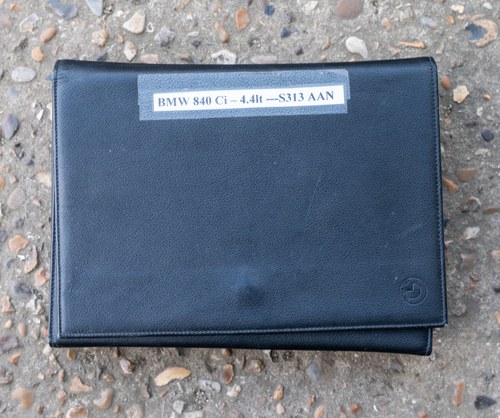 BMW 840 Ci – 4.4lt ---S313 AAN